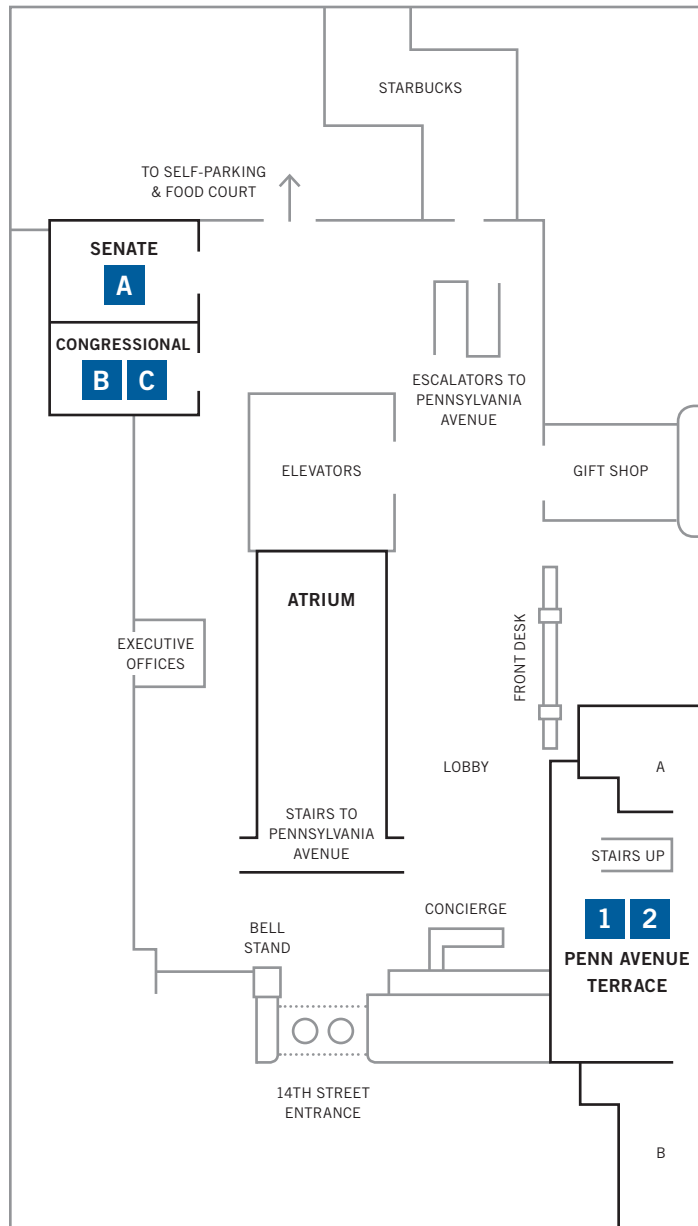 STARBUCKS
TO SELF-PARKING
& FOOD COURT
SENATE
A
CONGRESSIONAL
B C
ESCALATORS TO
PENNSYLVANIA
AVENUE
ELEVATORS
GIFT SHOP
ATRIUM
EXECUTIVE
OFFICES
FRONT DESK
LOBBY
A
STAIRS TO
PENNSYLVANIA
AVENUE
STAIRS UP
BELL
STAND
CONCIERGE
1 2
PENN AVENUE
TERRACE
14TH STREET
ENTRANCE
B